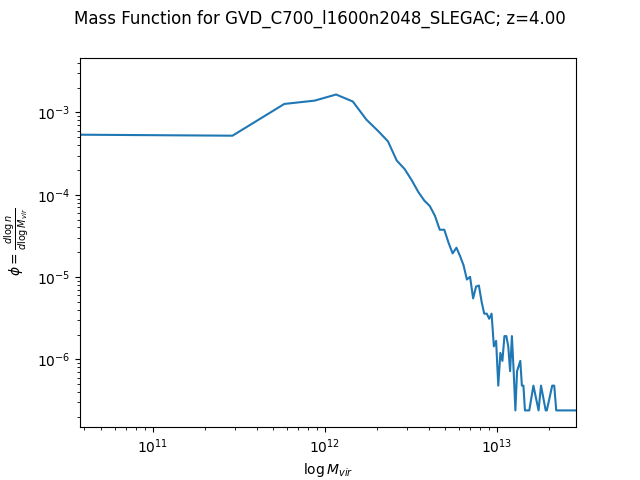 Mass Function for GVD_C700_l1600n2048_SLEGAC; z=4.00
10⁻³
10⁻⁴
10⁻⁵
10⁻⁶
ϕ = d log n / d log M_vir
10¹¹
10¹²
10¹³
log M_vir